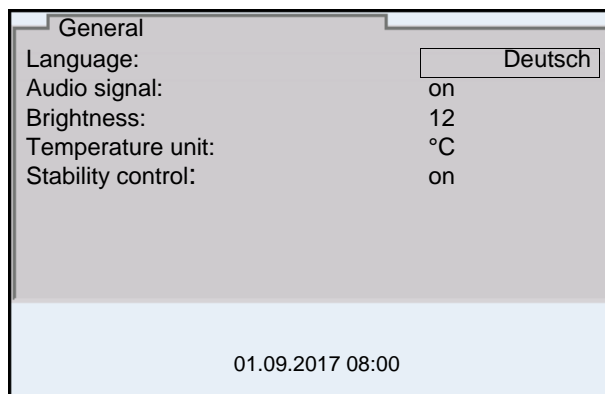 General
Language: Deutsch
Audio signal: on
Brightness: 12
Temperature unit: °C
Stability control: on
01.09.2017 08:00